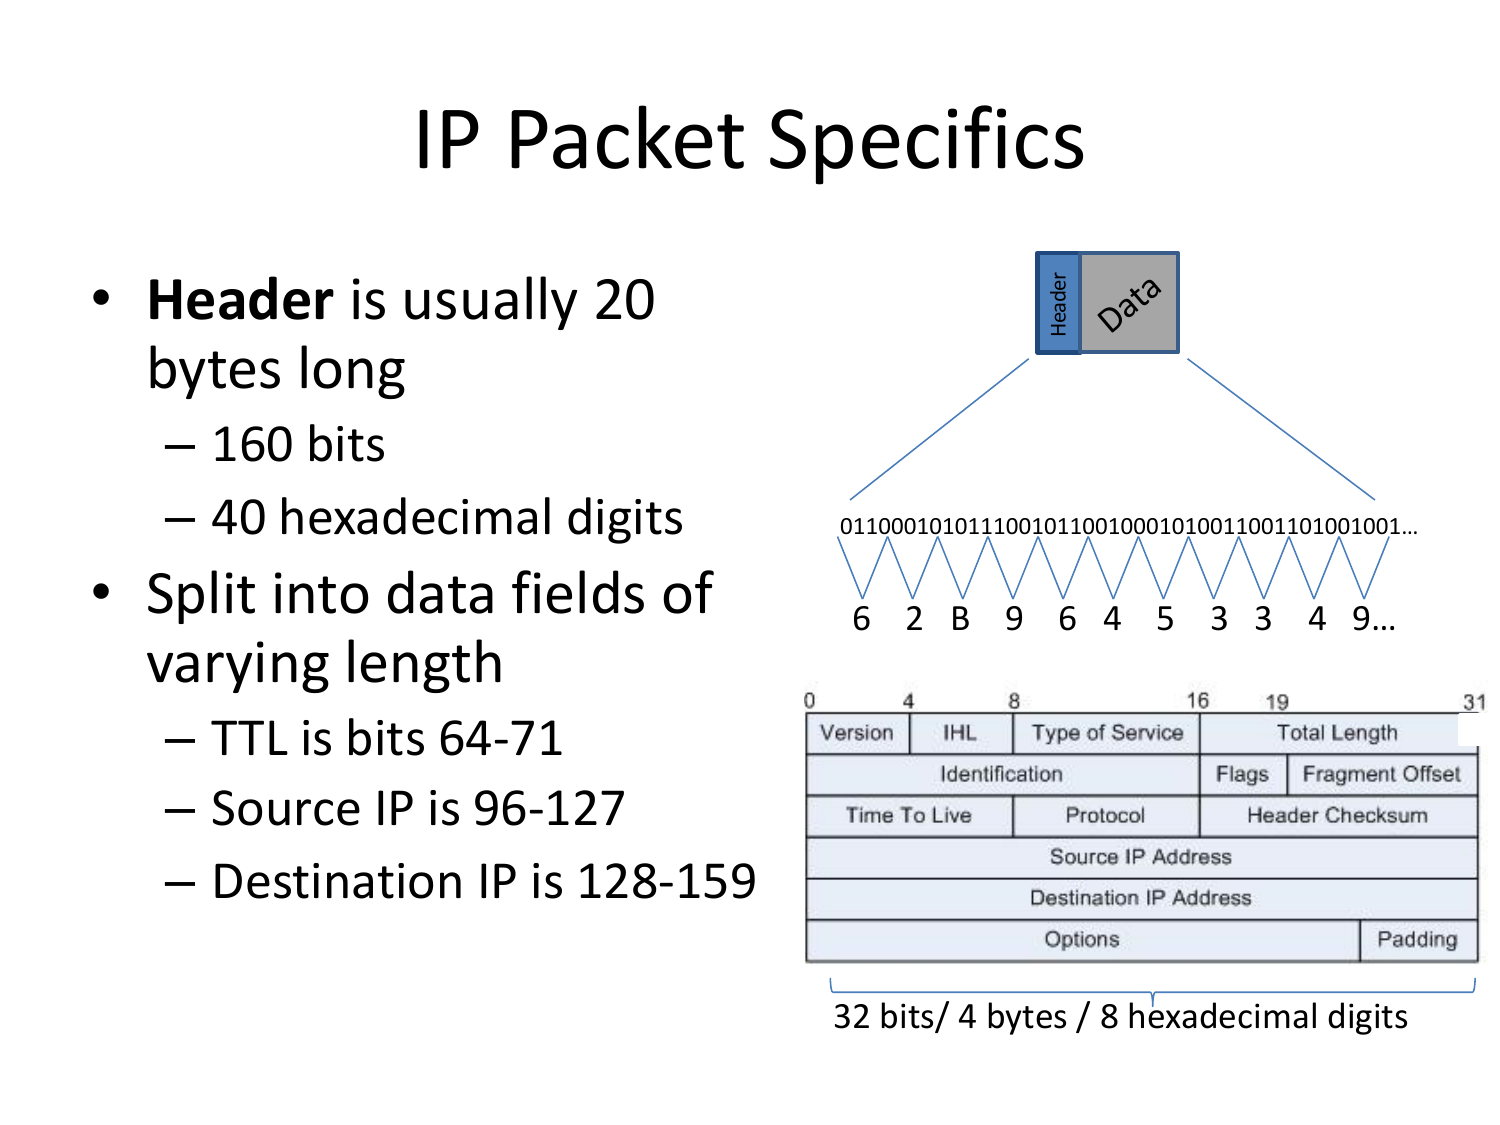 IP Packet Specifics
• Header is usually 20
bytes long
– 160 bits
– 40 hexadecimal digits
• Split into data fields of
varying length
– TTL is bits 64-71
– Source IP is 96-127
– Destination IP is 128-159
Header
Data
01100010101110010110010001010011001101001001...
6 2 B 9 6 4 5 3 3 4 9...
0 4 8 16 19 31
Version IHL Type of Service Total Length
Identification Flags Fragment Offset
Time To Live Protocol Header Checksum
Source IP Address
Destination IP Address
Options Padding
32 bits/ 4 bytes / 8 hexadecimal digits